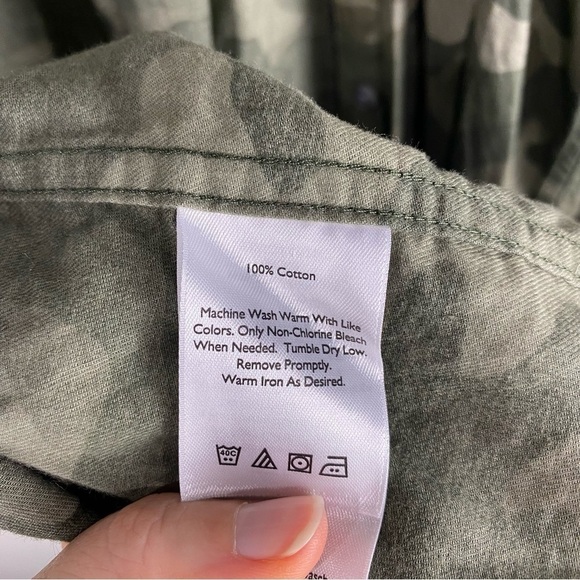 100% Cotton
Machine Wash Warm With Like
Colors. Only Non-Chlorine Bleach
When Needed. Tumble Dry Low.
Remove Promptly.
Warm Iron As Desired.
40C